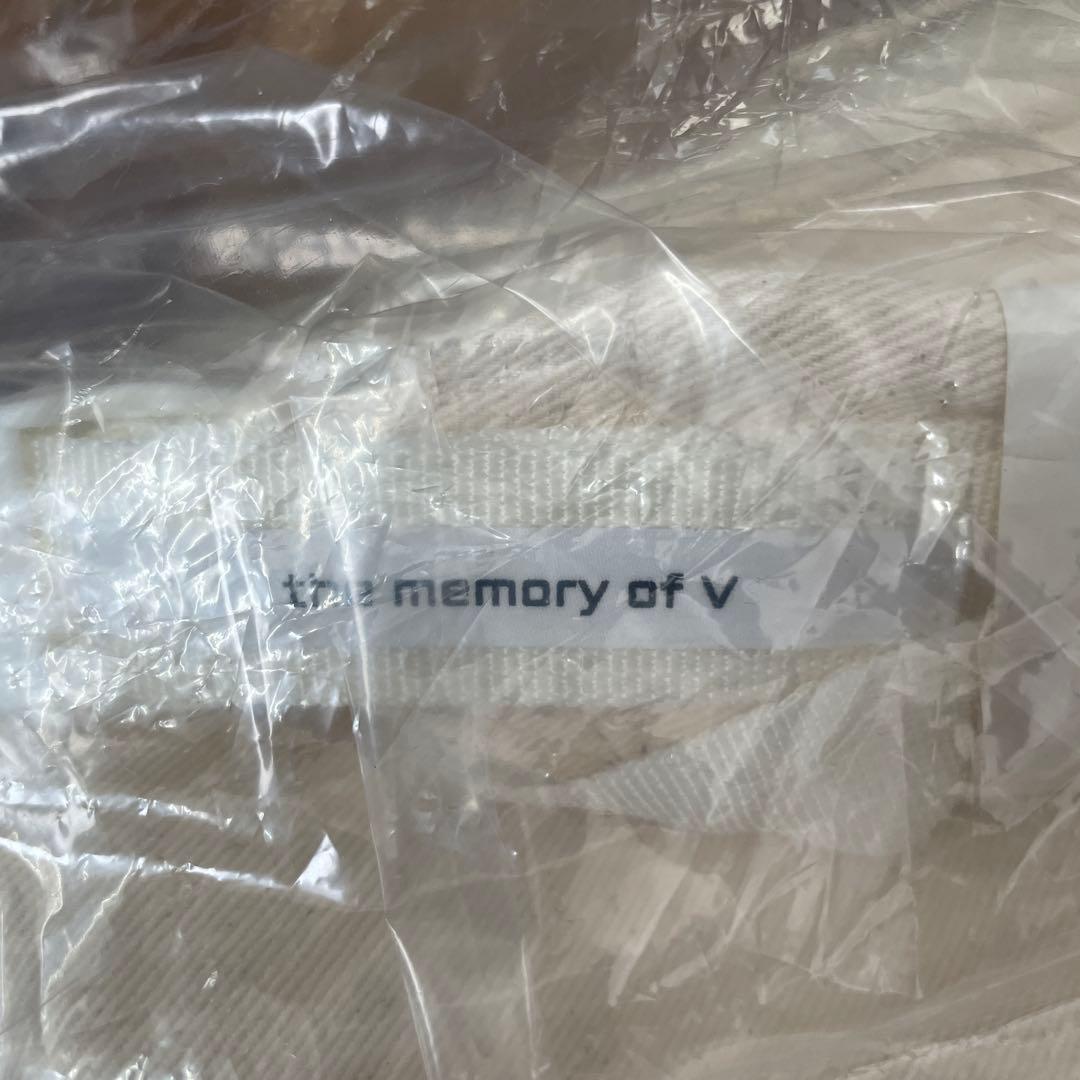 the memory of V